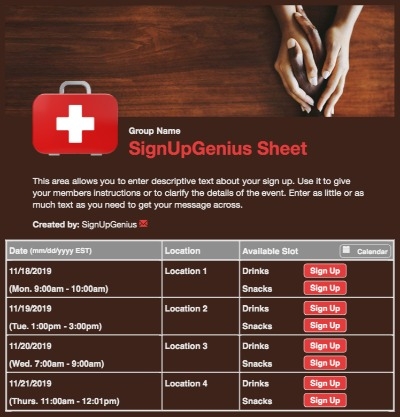 Group Name
SignUpGenius Sheet
This area allows you to enter descriptive text about your sign up. Use it to give
your members instructions or to clarify the details of the event. Enter as little or as
much text as you need to get your message across.
Created by: SignUpGenius
Date (mm/dd/yyyy EST) Location Available Slot Calendar
11/18/2019 Location 1 Drinks Sign Up
(Mon. 9:00am - 10:00am) Snacks Sign Up
11/19/2019 Location 2 Drinks Sign Up
(Tue. 1:00pm - 3:00pm) Snacks Sign Up
11/20/2019 Location 3 Drinks Sign Up
(Wed. 7:00am - 9:00am) Snacks Sign Up
11/21/2019 Location 4 Drinks Sign Up
(Thurs. 11:00am - 12:01pm) Snacks Sign Up